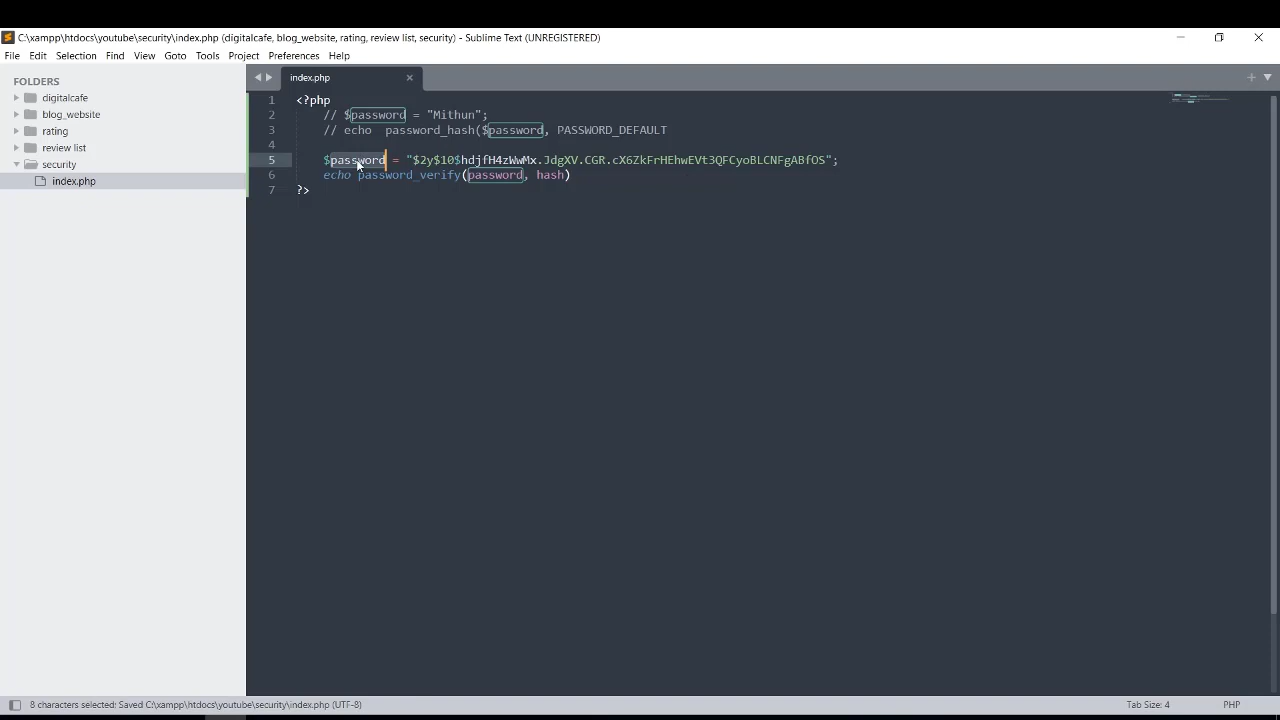 C:\xampp\htdocs\youtube\security\index.php (digitalcafe, blog_website, rating, review list, security) - Sublime Text (UNREGISTERED)
File Edit Selection Find View Goto Tools Project Preferences Help
FOLDERS
digitalcafe
blog_website
rating
review list
security
index.php
index.php
1 <?php
2 // $password = "Mithun";
3 // echo  password_hash($password, PASSWORD_DEFAULT
4
5 $password = "$2y$10$hdjfH4zWwMx.JdgXV.CGR.cX6ZkFrHEhwEVt3QFCyoBLCNFgABfOS";
6 echo password_verify(password, hash)
7 ?>
8 characters selected: Saved C:\xampp\htdocs\youtube\security\index.php (UTF-8)
Tab Size: 4
PHP